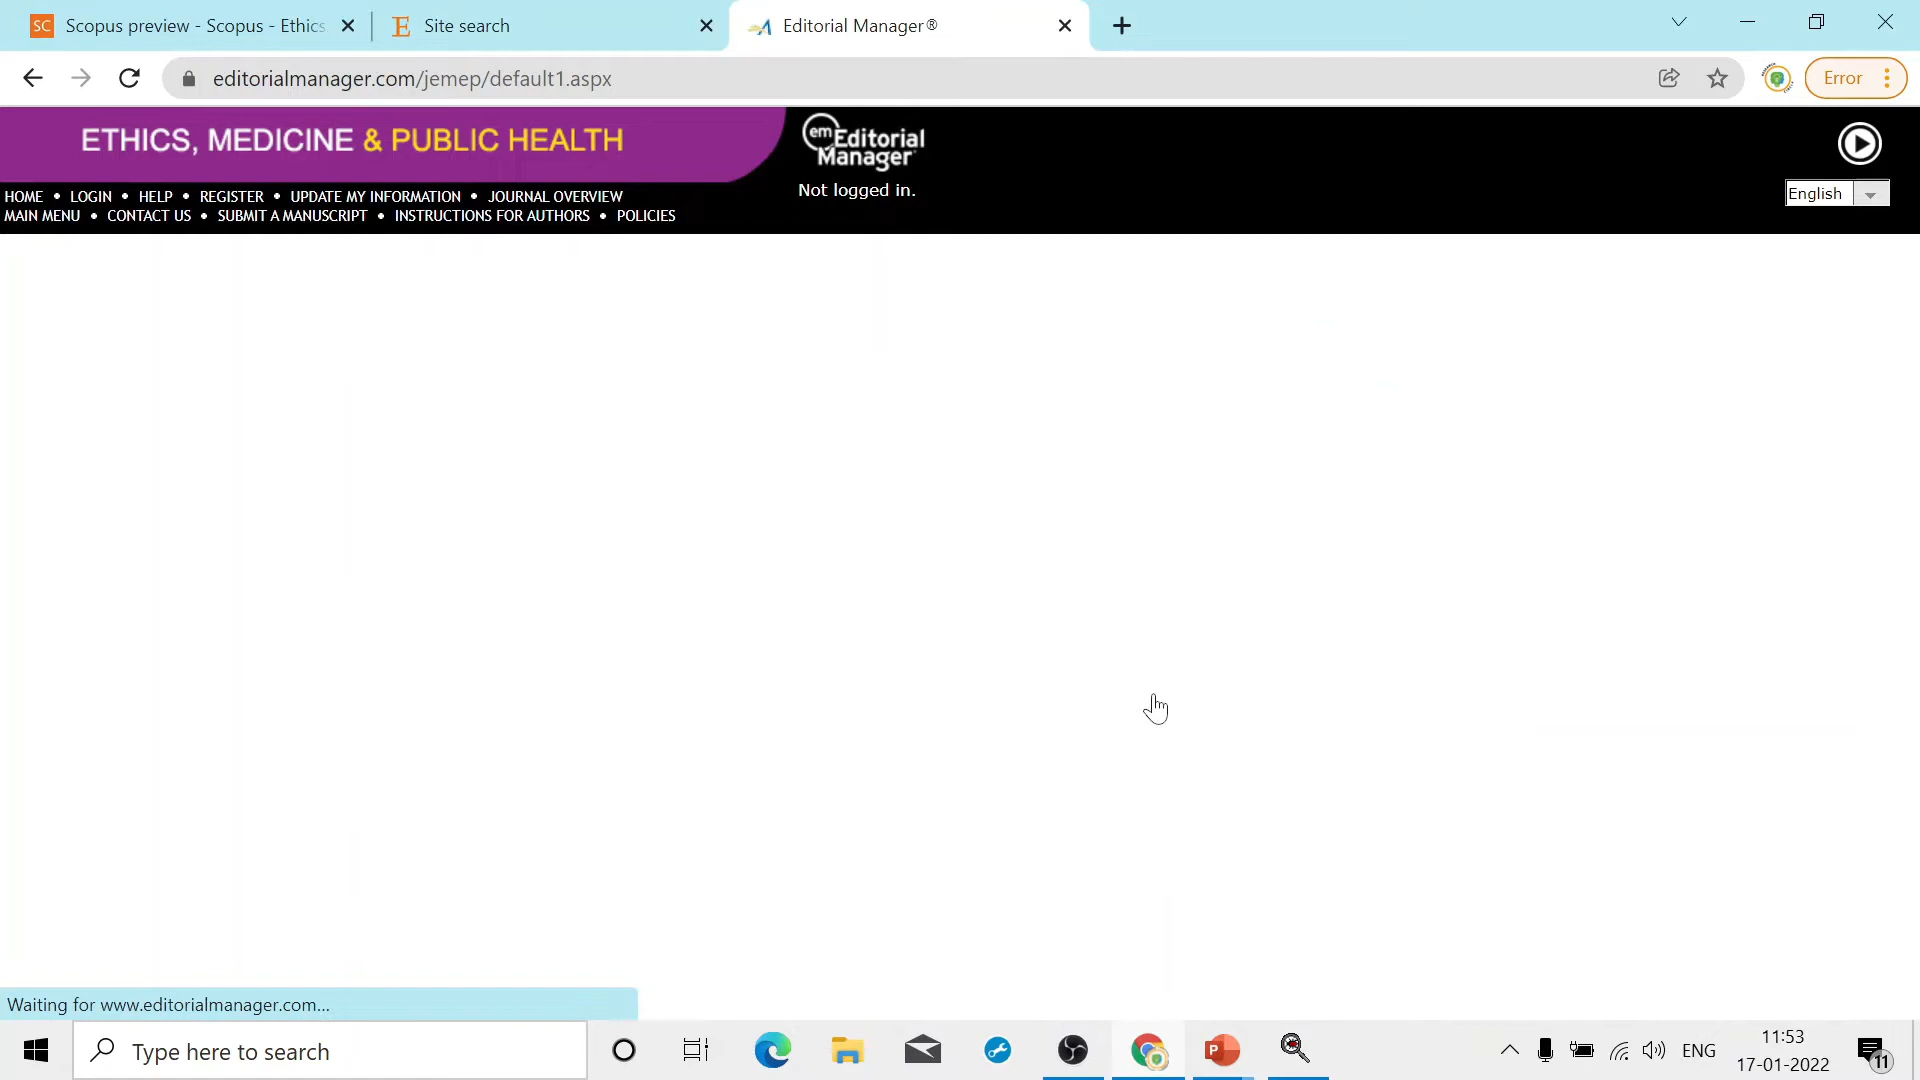 SC Scopus preview - Scopus - Ethics
E Site search
Editorial Manager®
editorialmanager.com/jemep/default1.aspx
Error
ETHICS, MEDICINE & PUBLIC HEALTH
em Editorial
Manager®
HOME • LOGIN • HELP • REGISTER • UPDATE MY INFORMATION • JOURNAL OVERVIEW
Not logged in.
English
MAIN MENU • CONTACT US • SUBMIT A MANUSCRIPT • INSTRUCTIONS FOR AUTHORS • POLICIES
Waiting for www.editorialmanager.com...
Type here to search
P
ENG
11:53
17-01-2022
11